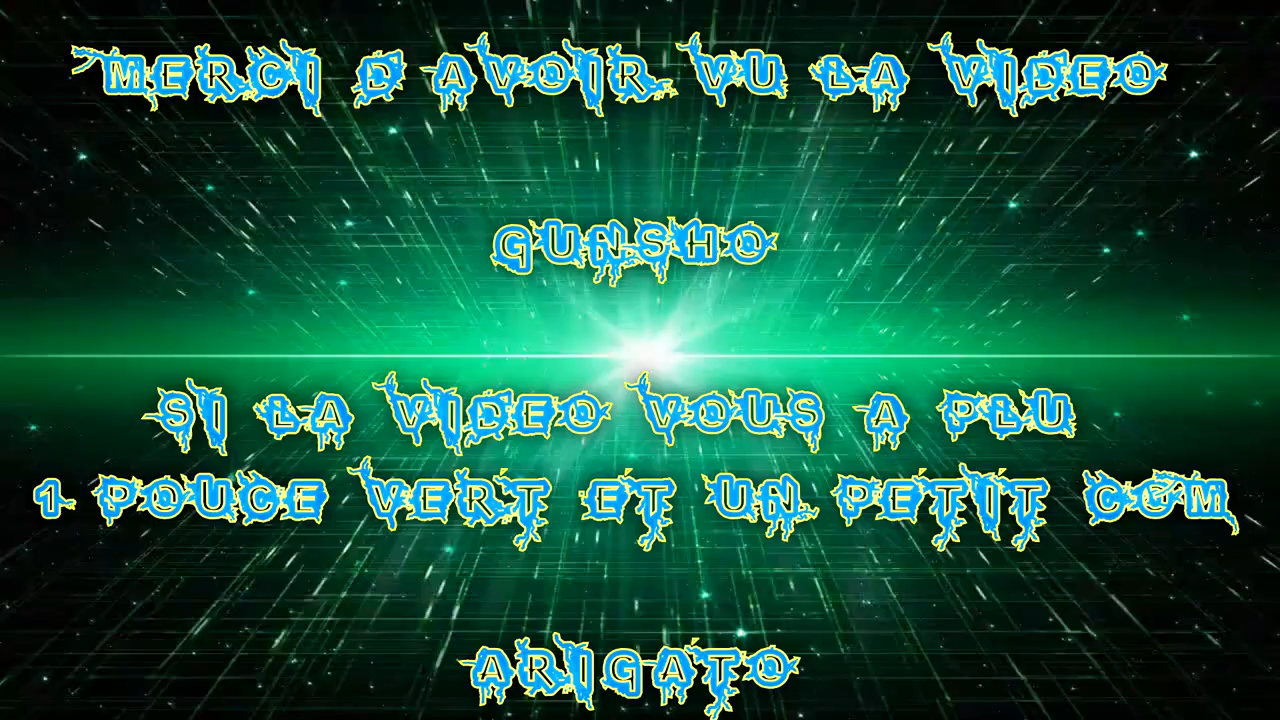 MERCI D AVOIR VU LA VIDEO
GUNSHO
SI LA VIDEO VOUS A PLU
1 POUCE VERT ET UN PETIT COM
ARIGATO